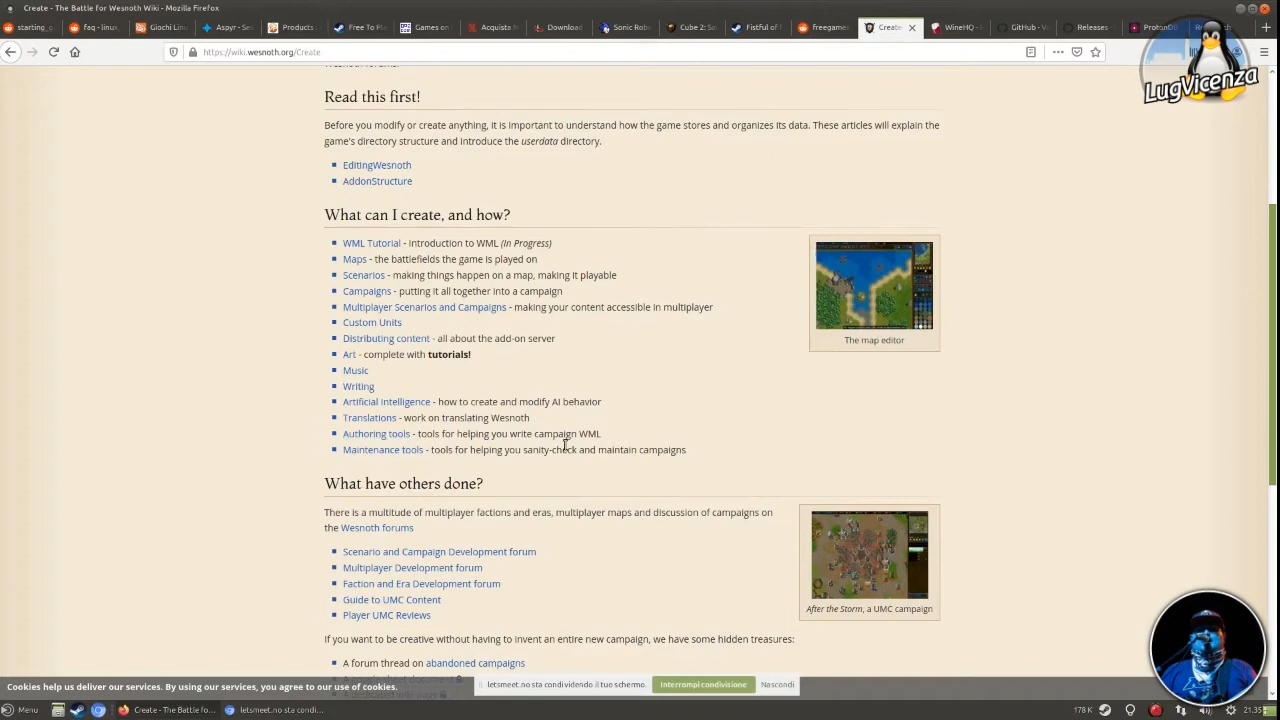 Create - The Battle for Wesnoth Wiki - Mozilla Firefox
starting_o
faq - linux_
Giochi Lin
Aspyr - Se
Products
Free To Pl
Games on
Acquista M
Download
Sonic Robo
Cube 2: Sa
Fistful of
freegames
Create
WineHQ -
GitHub - V
Releases
ProtonDB
https://wiki.wesnoth.org/Create
LugVicenza
Read this first!
Before you modify or create anything, it is important to understand how the game stores and organizes its data. These articles will explain the
game's directory structure and introduce the userdata directory.
EditingWesnoth
AddonStructure
What can I create, and how?
WML Tutorial - introduction to WML (In Progress)
Maps - the battlefields the game is played on
Scenarios - making things happen on a map, making it playable
Campaigns - putting it all together into a campaign
Multiplayer Scenarios and Campaigns - making your content accessible in multiplayer
Custom Units
Distributing content - all about the add-on server
The map editor
Art - complete with tutorials!
Music
Writing
Artificial intelligence - how to create and modify AI behavior
Translations - work on translating Wesnoth
Authoring tools - tools for helping you write campaign WML
Maintenance tools - tools for helping you sanity-check and maintain campaigns
What have others done?
There is a multitude of multiplayer factions and eras, multiplayer maps and discussion of campaigns on
the Wesnoth forums
Scenario and Campaign Development forum
Multiplayer Development forum
Faction and Era Development forum
Guide to UMC Content
After the Storm, a UMC campaign
Player UMC Reviews
If you want to be creative without having to invent an entire new campaign, we have some hidden treasures:
A forum thread on abandoned campaigns
Cookies help us deliver our services. By using our services, you agree to our use of cookies.
letsmeet.no sta condividendo il tuo schermo.
Interrompi condivisione
Nascondi
Menu
Create - The Battle fo...
letsmeet.no sta condi...
178 K
21.35